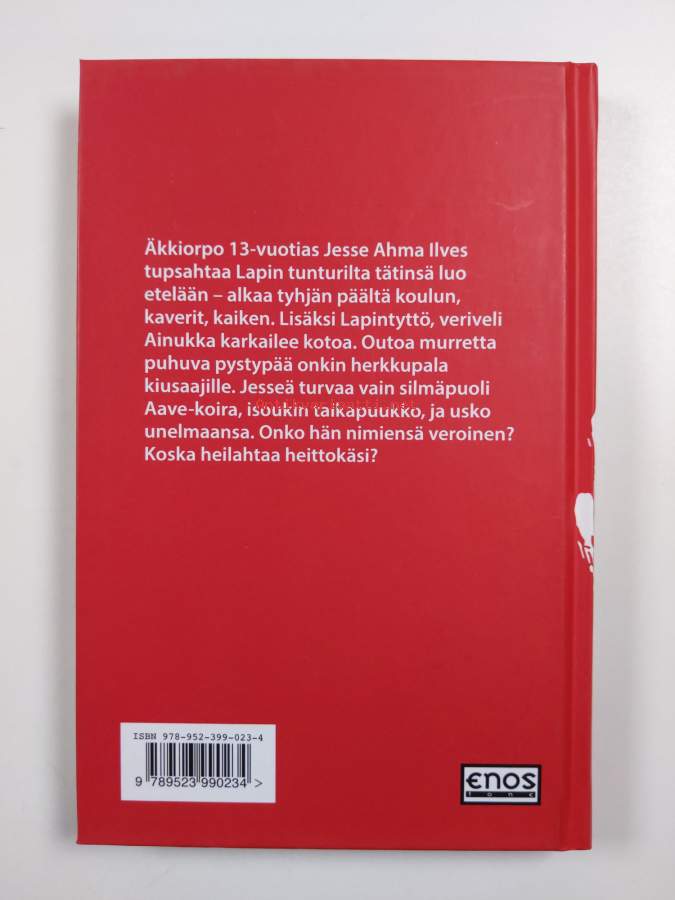 Äkkiorpo 13-vuotias Jesse Ahma Ilves
tupsahtaa Lapin tunturilta tätinsä luo
etelään – alkaa tyhjän päältä koulun,
kaverit, kaiken. Lisäksi Lapintyttö, veriveli
Ainukka karkailee kotoa. Outoa murretta
puhuva pystypää onkin herkkupala
kiusaajille. Jesseä turvaa vain silmäpuoli
Antikvariaatti.net
Aave-koira, isoukin taikapuukko, ja usko
unelmaansa. Onko hän nimiensä veroinen?
Koska heilahtaa heittokäsi?
ISBN 978-952-399-023-4
9 789523 990234 >
enos
tone